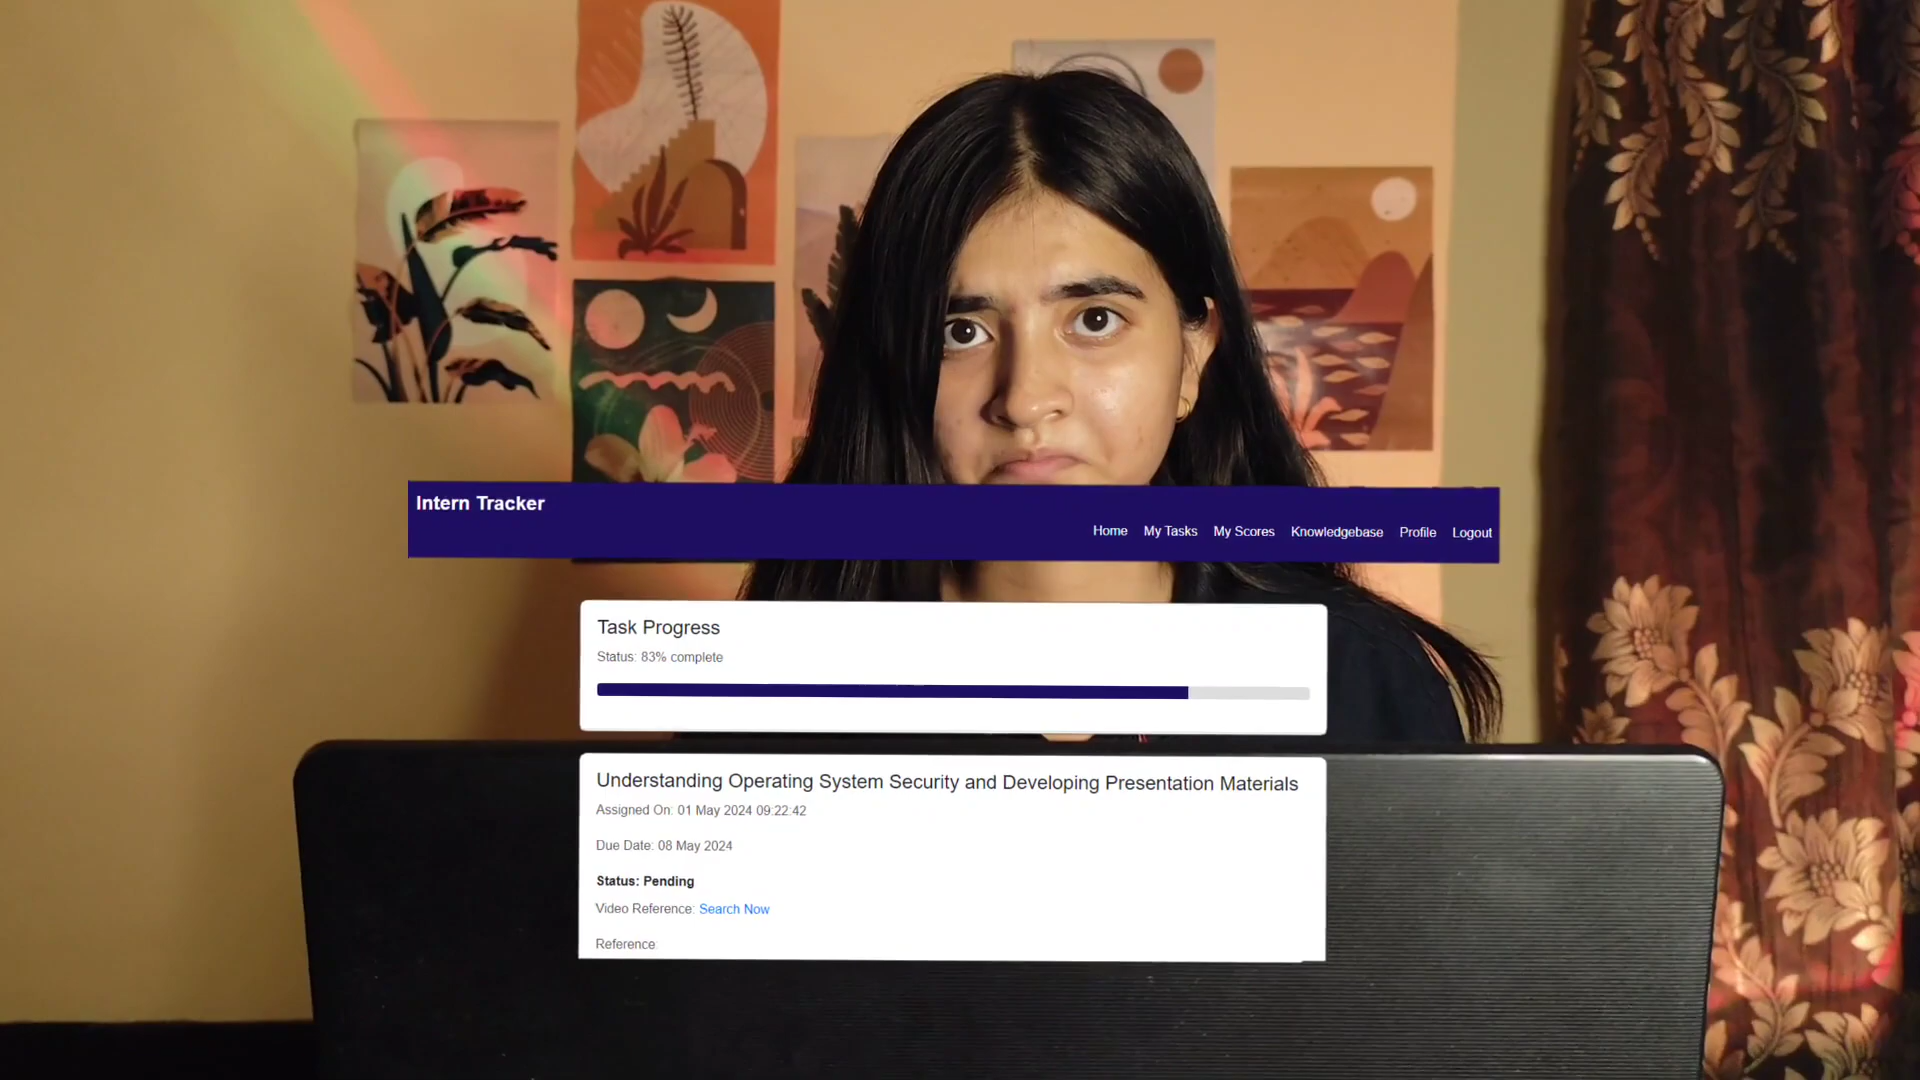 Intern Tracker
Home My Tasks My Scores Knowledgebase Profile Logout
Task Progress
Status: 83% complete
Understanding Operating System Security and Developing Presentation Materials
Assigned On: 01 May 2024 09:22:42
Due Date: 08 May 2024
Status: Pending
Video Reference: Search Now
Reference: